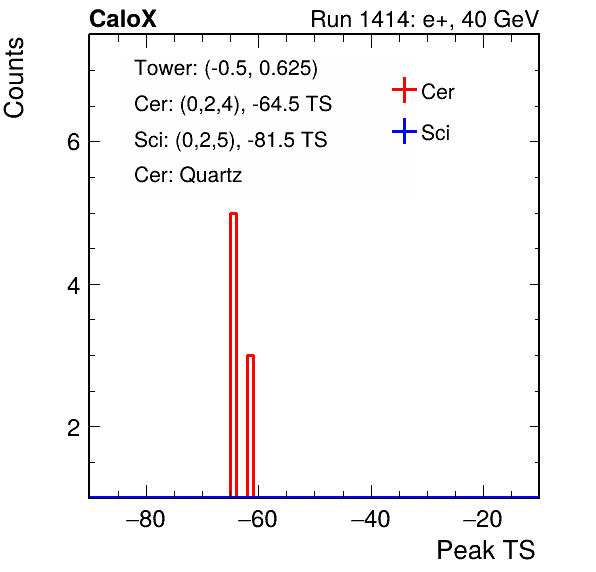 CaloX Run 1414: e+, 40 GeV
Counts
Tower: (-0.5, 0.625)
Cer: (0,2,4), -64.5 TS
Sci: (0,2,5), -81.5 TS
Cer: Quartz
Cer
Sci
6
4
2
−80 −60 −40 −20
Peak TS